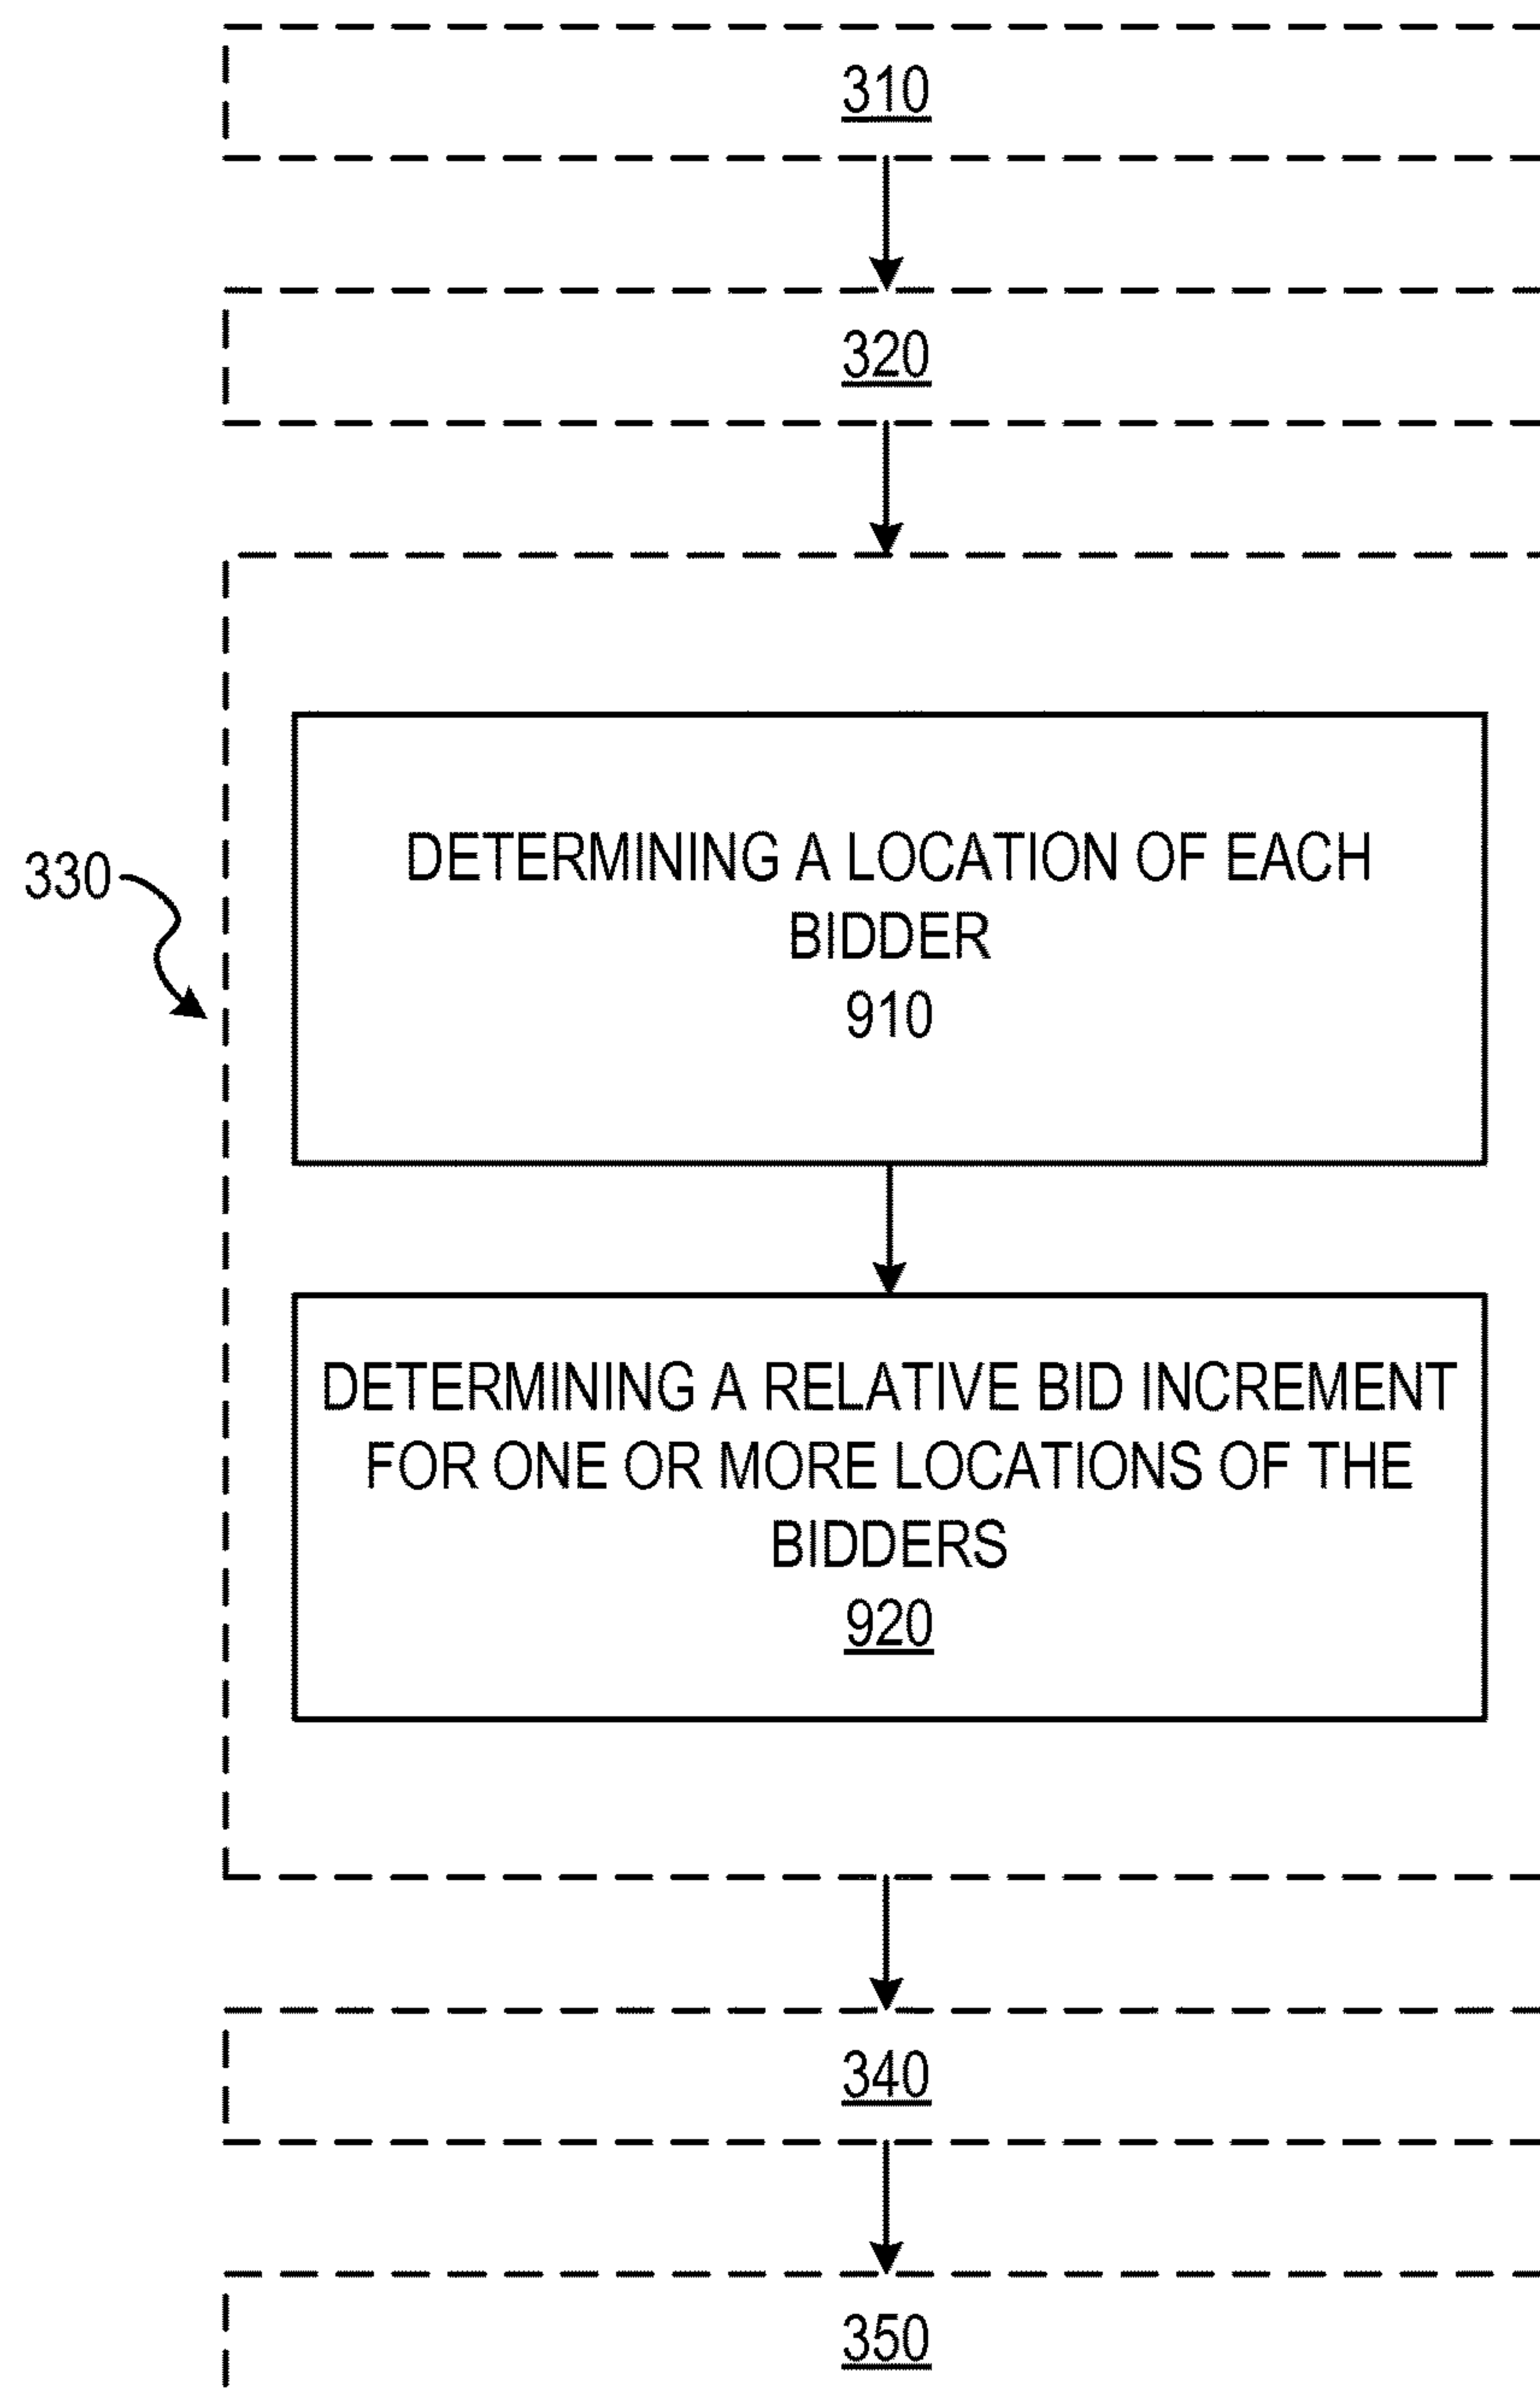 310
320
330
DETERMINING A LOCATION OF EACH
BIDDER
910
DETERMINING A RELATIVE BID INCREMENT
FOR ONE OR MORE LOCATIONS OF THE
BIDDERS
920
340
350